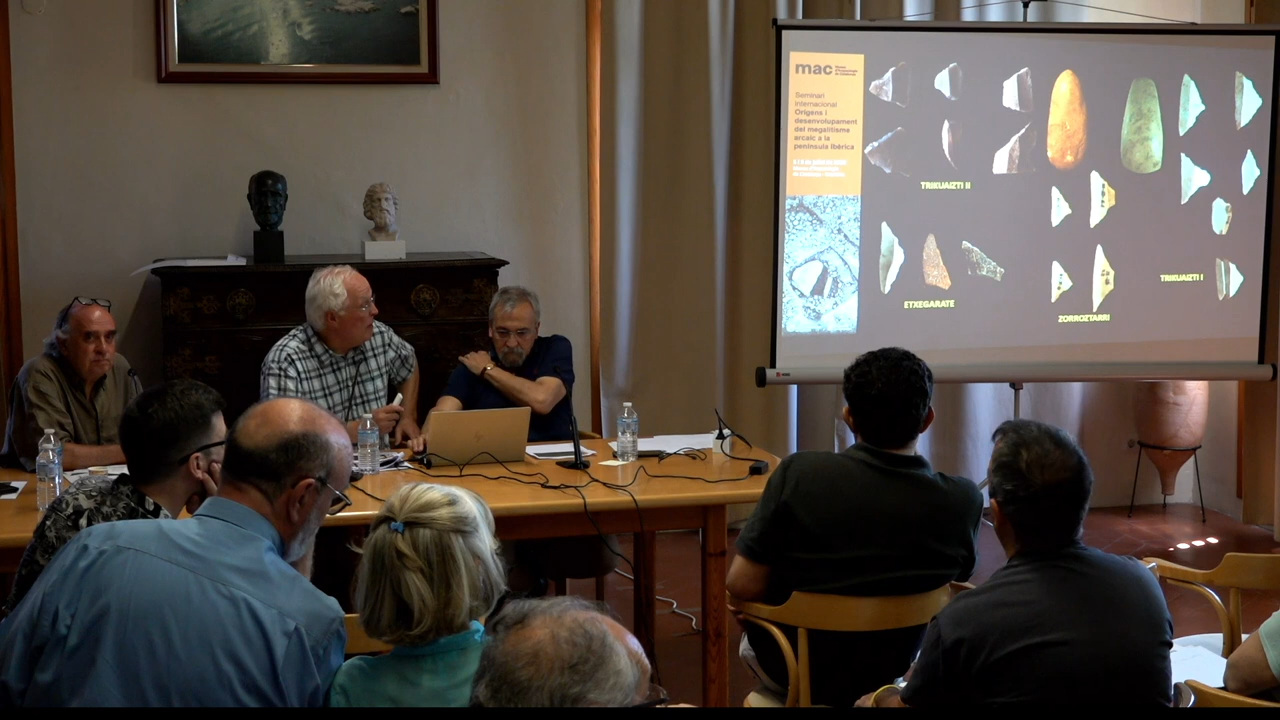 mac
Seminari
internacional
Orígens i
desenvolupament
del megalitisme
arcaic a la
península Ibèrica
TRIKUAIZTI II
ETXEGARATE
ZORROZTARRI
TRIKUAIZTI I